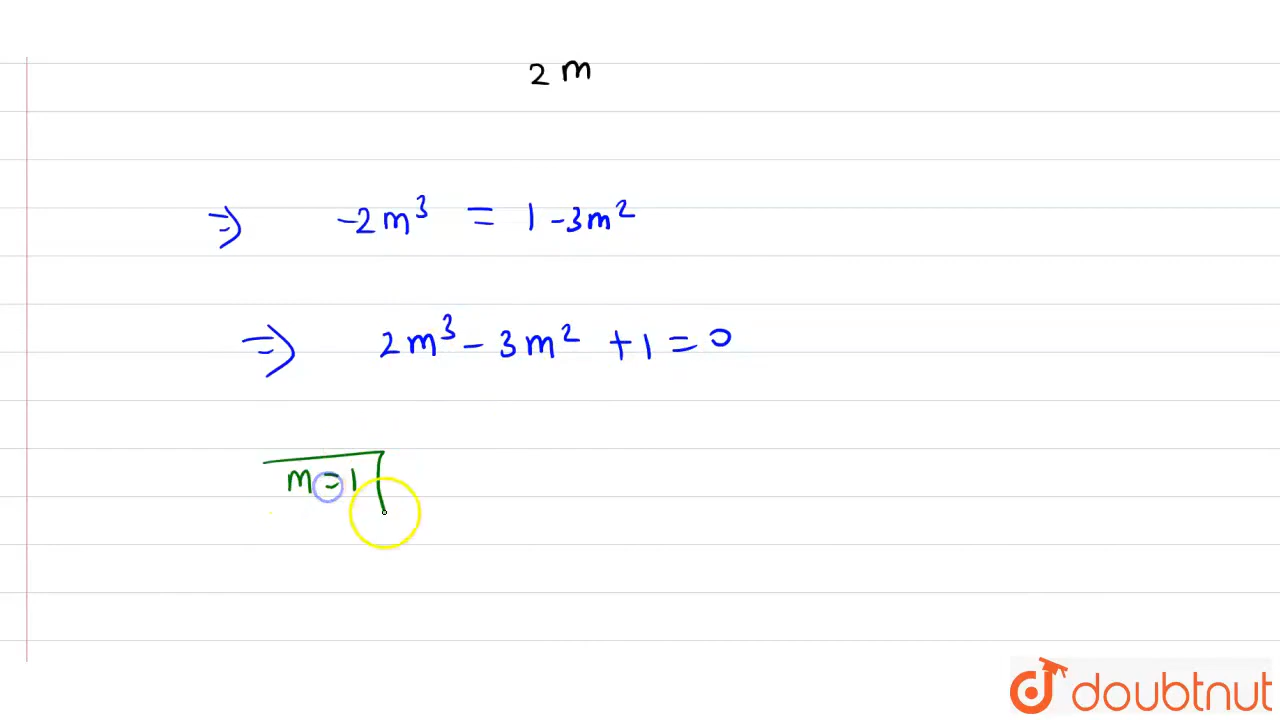 2 m
⇒ -2m³ = 1 - 3m²
⇒ 2m³ - 3m² + 1 = 0
m = 1
doubtnut